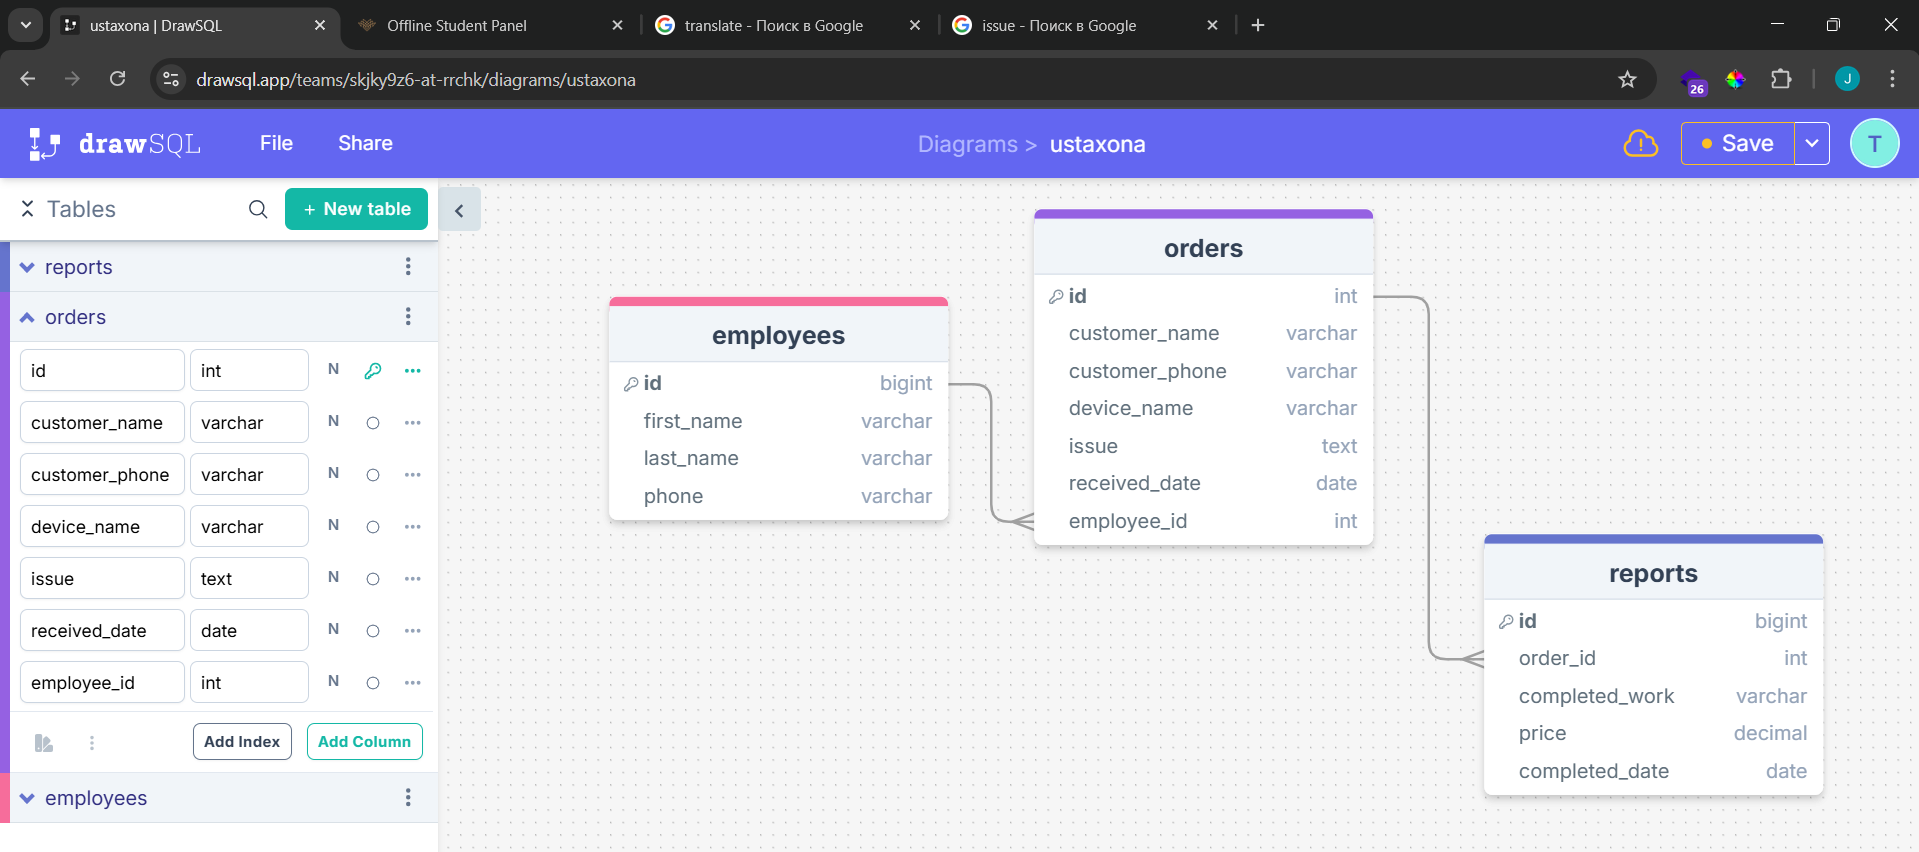 ustaxona | DrawSQL
Offline Student Panel
translate - Поиск в Google
issue - Поиск в Google
drawsql.app/teams/skjky9z6-at-rrchk/diagrams/ustaxona
26
J
drawSQL
File
Share
Diagrams > ustaxona
Save
T
Tables
+ New table
reports
orders
id int N
customer_name varchar N
customer_phone varchar N
device_name varchar N
issue text N
received_date date N
employee_id int N
Add Index
Add Column
employees
employees
id bigint
first_name varchar
last_name varchar
phone varchar
orders
id int
customer_name varchar
customer_phone varchar
device_name varchar
issue text
received_date date
employee_id int
reports
id bigint
order_id int
completed_work varchar
price decimal
completed_date date